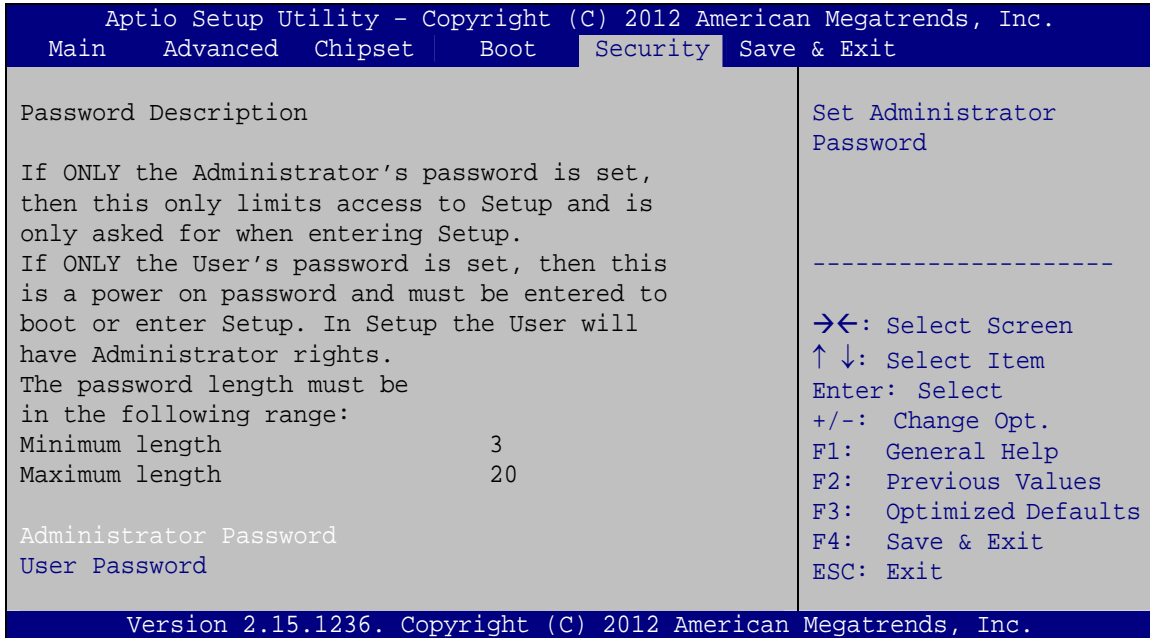 Aptio Setup Utility – Copyright (C) 2012 American Megatrends, Inc.
Main Advanced Chipset Boot Security Save & Exit
Password Description
If ONLY the Administrator’s password is set,
then this only limits access to Setup and is
only asked for when entering Setup.
If ONLY the User’s password is set, then this
is a power on password and must be entered to
boot or enter Setup. In Setup the User will
have Administrator rights.
The password length must be
in the following range:
Minimum length 3
Maximum length 20
Administrator Password
User Password
Set Administrator
Password
---------------------
→←: Select Screen
↑ ↓: Select Item
Enter: Select
+/-: Change Opt.
F1: General Help
F2: Previous Values
F3: Optimized Defaults
F4: Save & Exit
ESC: Exit
Version 2.15.1236. Copyright (C) 2012 American Megatrends, Inc.